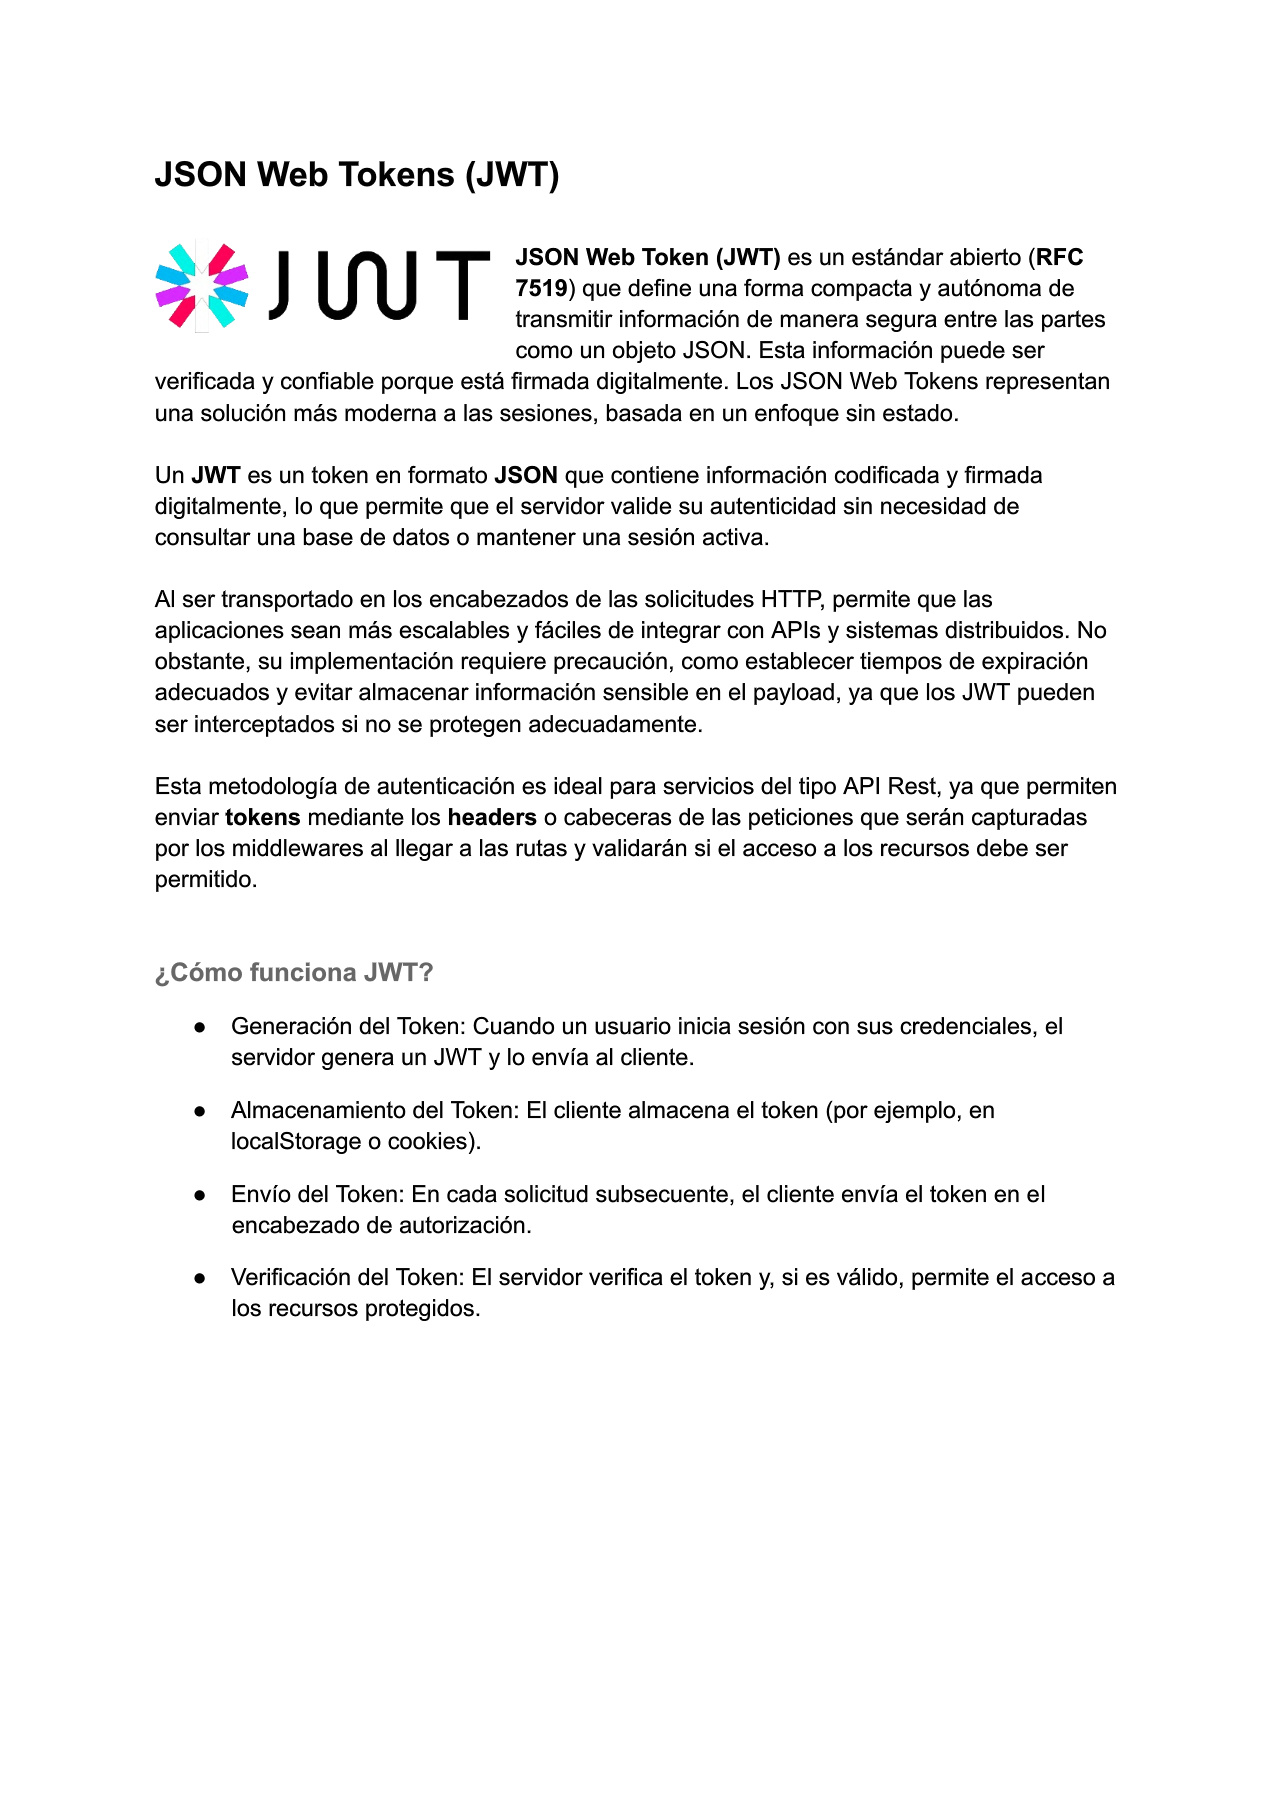 JSON Web Tokens (JWT)
JWT
JSON Web Token (JWT) es un estándar abierto (RFC
7519) que define una forma compacta y autónoma de
transmitir información de manera segura entre las partes
como un objeto JSON. Esta información puede ser
verificada y confiable porque está firmada digitalmente. Los JSON Web Tokens representan
una solución más moderna a las sesiones, basada en un enfoque sin estado.
Un JWT es un token en formato JSON que contiene información codificada y firmada
digitalmente, lo que permite que el servidor valide su autenticidad sin necesidad de
consultar una base de datos o mantener una sesión activa.
Al ser transportado en los encabezados de las solicitudes HTTP, permite que las
aplicaciones sean más escalables y fáciles de integrar con APIs y sistemas distribuidos. No
obstante, su implementación requiere precaución, como establecer tiempos de expiración
adecuados y evitar almacenar información sensible en el payload, ya que los JWT pueden
ser interceptados si no se protegen adecuadamente.
Esta metodología de autenticación es ideal para servicios del tipo API Rest, ya que permiten
enviar tokens mediante los headers o cabeceras de las peticiones que serán capturadas
por los middlewares al llegar a las rutas y validarán si el acceso a los recursos debe ser
permitido.
¿Cómo funciona JWT?
● Generación del Token: Cuando un usuario inicia sesión con sus credenciales, el
servidor genera un JWT y lo envía al cliente.
● Almacenamiento del Token: El cliente almacena el token (por ejemplo, en
localStorage o cookies).
● Envío del Token: En cada solicitud subsecuente, el cliente envía el token en el
encabezado de autorización.
● Verificación del Token: El servidor verifica el token y, si es válido, permite el acceso a
los recursos protegidos.